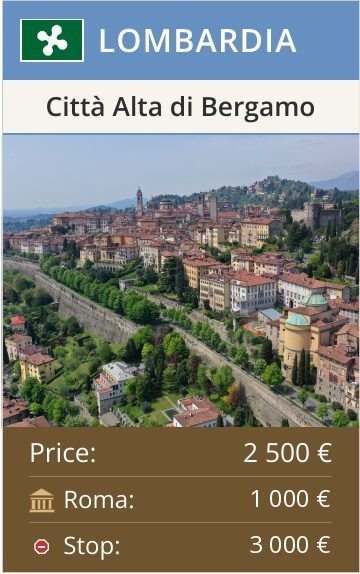 LOMBARDIA
Città Alta di Bergamo
Price: 2 500 €
Roma: 1 000 €
Stop: 3 000 €